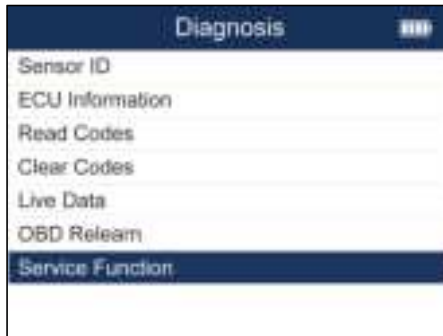 Diagnosis
Sensor ID
ECU Information
Read Codes
Clear Codes
Live Data
OBD Relearn
Service Function